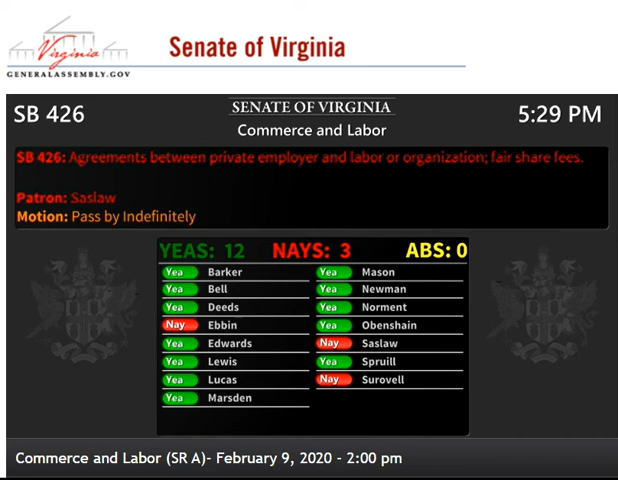 Virginia
GENERALASSEMBLY.GOV
Senate of Virginia
SB 426
SENATE OF VIRGINIA
5:29 PM
Commerce and Labor
SB 426: Agreements between private employer and labor or organization; fair share fees.
Patron: Saslaw
Motion: Pass by Indefinitely
YEAS: 12 NAYS: 3 ABS: 0
Yea Barker Yea Mason
Yea Bell Yea Newman
Yea Deeds Yea Norment
Nay Ebbin Yea Obenshain
Yea Edwards Nay Saslaw
Yea Lewis Yea Spruill
Yea Lucas Nay Surovell
Yea Marsden
Commerce and Labor (SR A)- February 9, 2020 - 2:00 pm